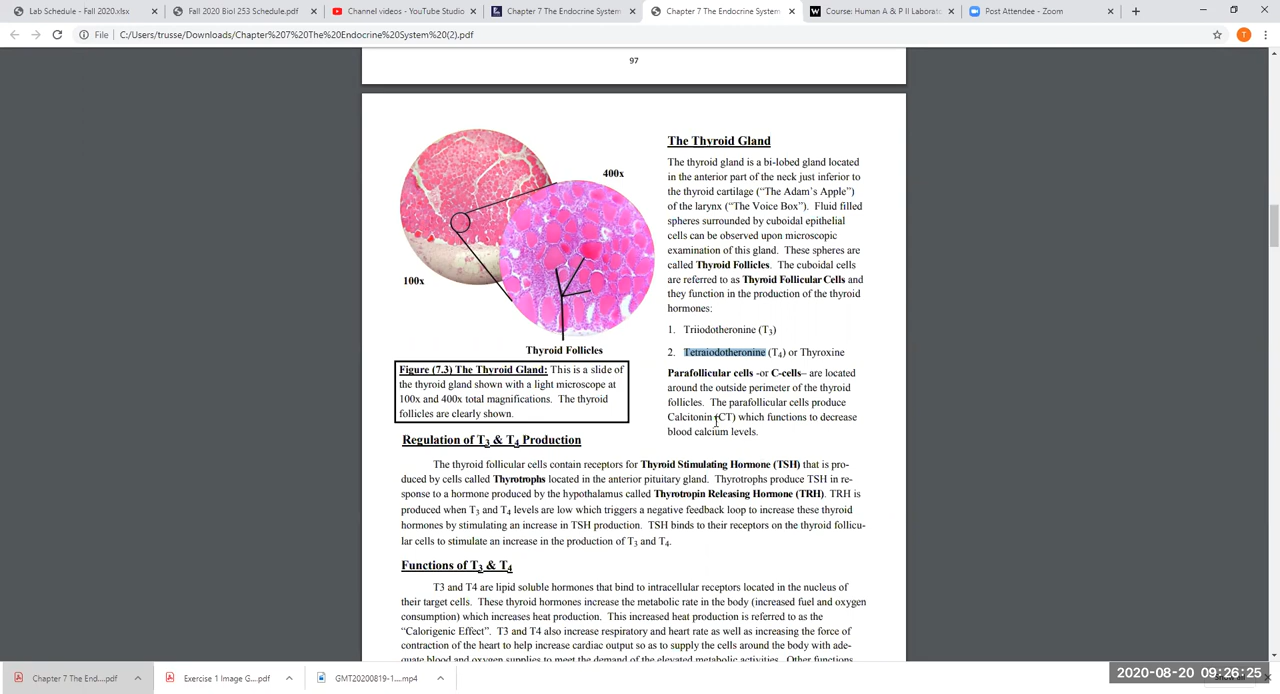 Lab Schedule - Fall 2020.xlsx
Fall 2020 Biol 253 Schedule.pdf
Channel videos - YouTube Studio
Chapter 7 The Endocrine System
Chapter 7 The Endocrine System
Course: Human A & P II Laborat
Post Attendee - Zoom
File
C:/Users/trusse/Downloads/Chapter%207%20The%20Endocrine%20System%20(2).pdf
T
97
400x
100x
Thyroid Follicles
Figure (7.3) The Thyroid Gland: This is a slide
of the thyroid gland shown with a light microscope at
100x and 400x total magnifications. The thyroid
follicles are clearly shown.
The Thyroid Gland
The thyroid gland is a bi-lobed gland located
in the anterior part of the neck just inferior to
the thyroid cartilage (“The Adam’s Apple”)
of the larynx (“The Voice Box”). Fluid filled
spheres surrounded by cuboidal epithelial
cells can be observed upon microscopic
examination of this gland. These spheres are
called Thyroid Follicles. The cuboidal cells
are referred to as Thyroid Follicular Cells and
they function in the production of the thyroid
hormones:
1. Triiodotheronine (T3)
2. Tetraiodotheronine (T4) or Thyroxine
Parafollicular cells -or C-cells– are located
around the outside perimeter of the thyroid
follicles. The parafollicular cells produce
Calcitonin (CT) which functions to decrease
blood calcium levels.
Regulation of T3 & T4 Production
The thyroid follicular cells contain receptors for Thyroid Stimulating Hormone (TSH) that is pro-
duced by cells called Thyrotrophs located in the anterior pituitary gland. Thyrotrophs produce TSH in re-
sponse to a hormone produced by the hypothalamus called Thyrotropin Releasing Hormone (TRH). TRH is
produced when T3 and T4 levels are low which triggers a negative feedback loop to increase these thyroid
hormones by stimulating an increase in TSH production. TSH binds to their receptors on the thyroid follicu-
lar cells to stimulate an increase in the production of T3 and T4.
Functions of T3 & T4
T3 and T4 are lipid soluble hormones that bind to intracellular receptors located in the nucleus of
their target cells. These thyroid hormones increase the metabolic rate in the body (increased fuel and oxygen
consumption) which increases heat production. This increased heat production is referred to as the
“Calorigenic Effect”. T3 and T4 also increase respiratory and heart rate as well as increasing the force of
contraction of the heart to help increase cardiac output so as to supply the cells around the body with ade-
quate blood and oxygen supplies to meet the demand of the elevated metabolic activities. Other functions
Chapter 7 The End....pdf
Exercise 1 Image G....pdf
GMT20200819-1....mp4
2020-08-20 09:26:25